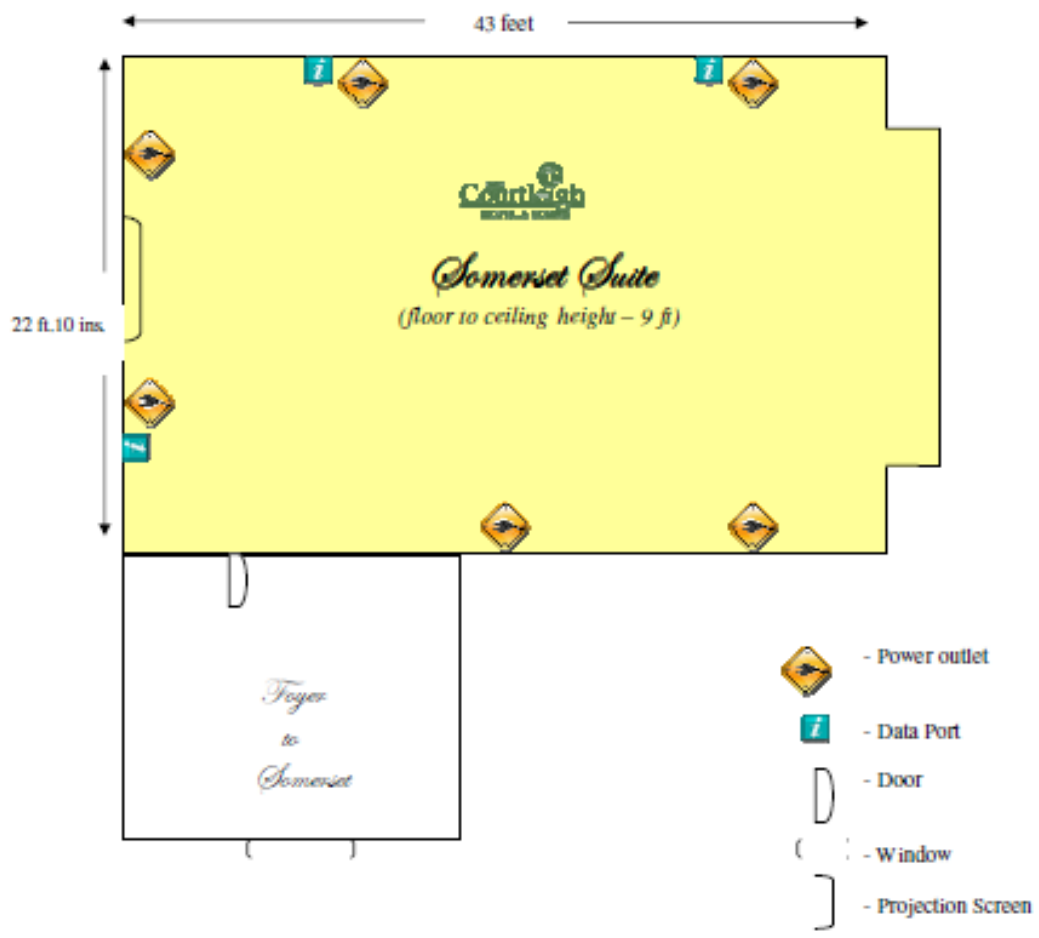 43 feet
Courtleigh
Somerset Suite
(floor to ceiling height – 9 ft)
22 ft.10 ins.
Foyer
to
Somerset
- Power outlet
- Data Port
- Door
- Window
- Projection Screen